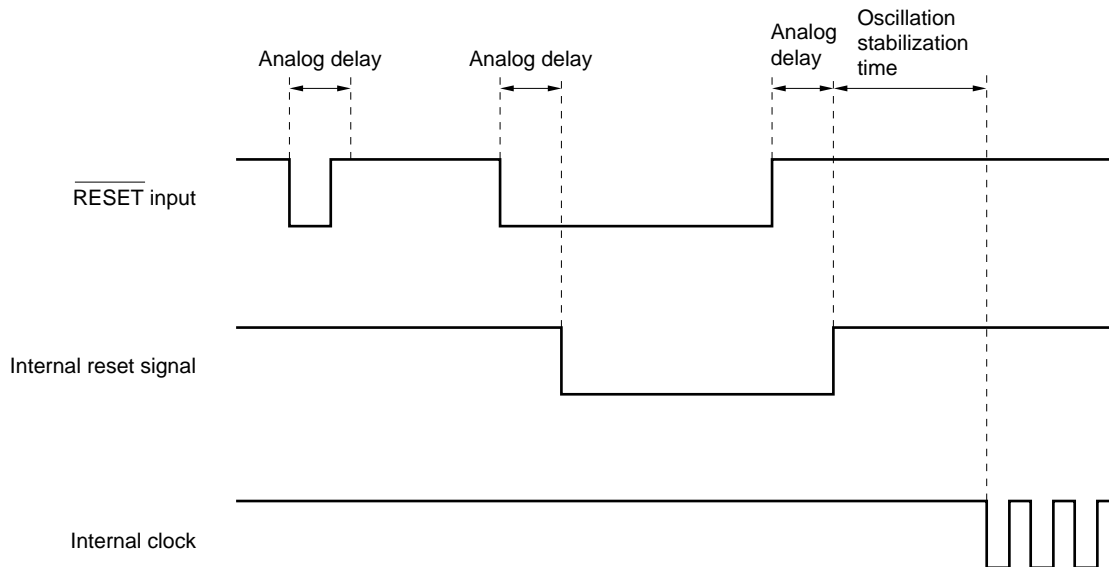 Oscillation
stabilization
time
Analog
delay
Analog delay
Analog delay
RESET input
Internal reset signal
Internal clock